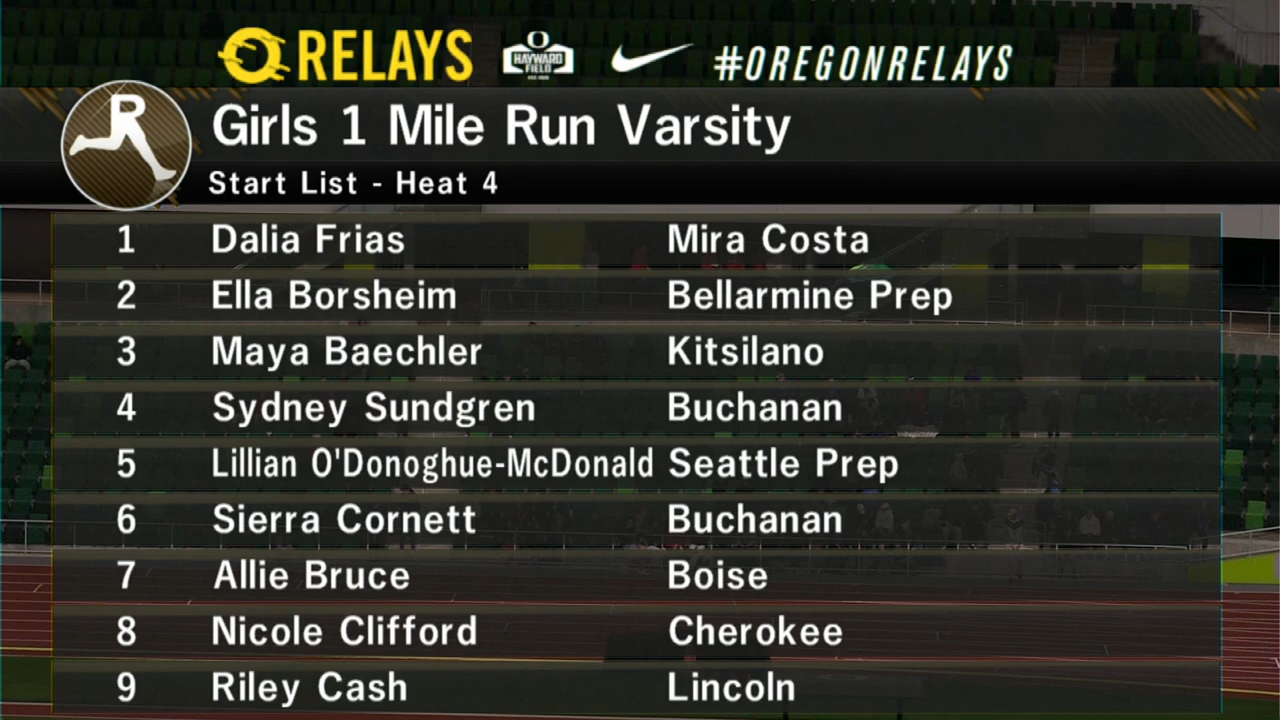 RELAYS O HAYWARD FIELD #OREGONRELAYS
R Girls 1 Mile Run Varsity
Start List - Heat 4
1 Dalia Frias Mira Costa
2 Ella Borsheim Bellarmine Prep
3 Maya Baechler Kitsilano
4 Sydney Sundgren Buchanan
5 Lillian O'Donoghue-McDonald Seattle Prep
6 Sierra Cornett Buchanan
7 Allie Bruce Boise
8 Nicole Clifford Cherokee
9 Riley Cash Lincoln